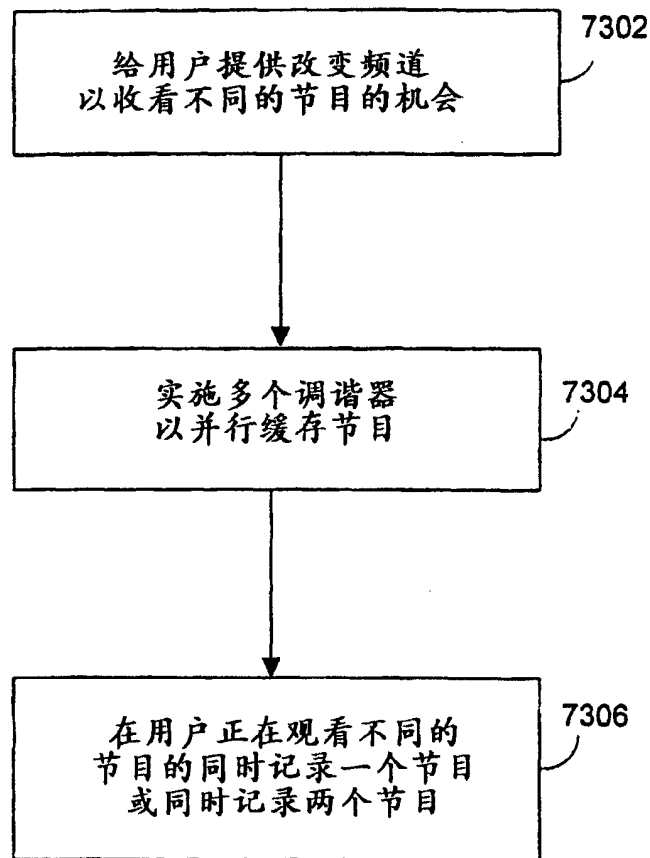 7302
给用户提供改变频道
以收看不同的节目的机会
7304
实施多个调谐器
以并行缓存节目
7306
在用户正在观看不同的
节目的同时记录一个节目
或同时记录两个节目